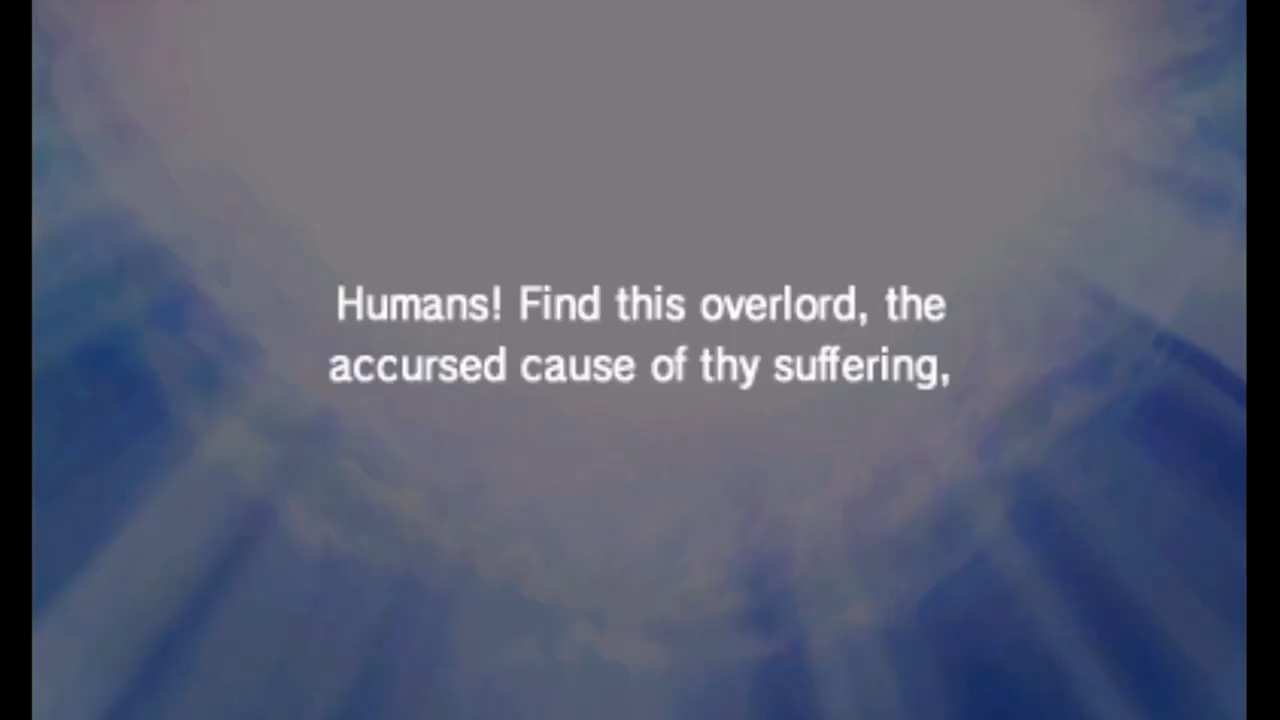 Humans! Find this overlord, the
accursed cause of thy suffering,